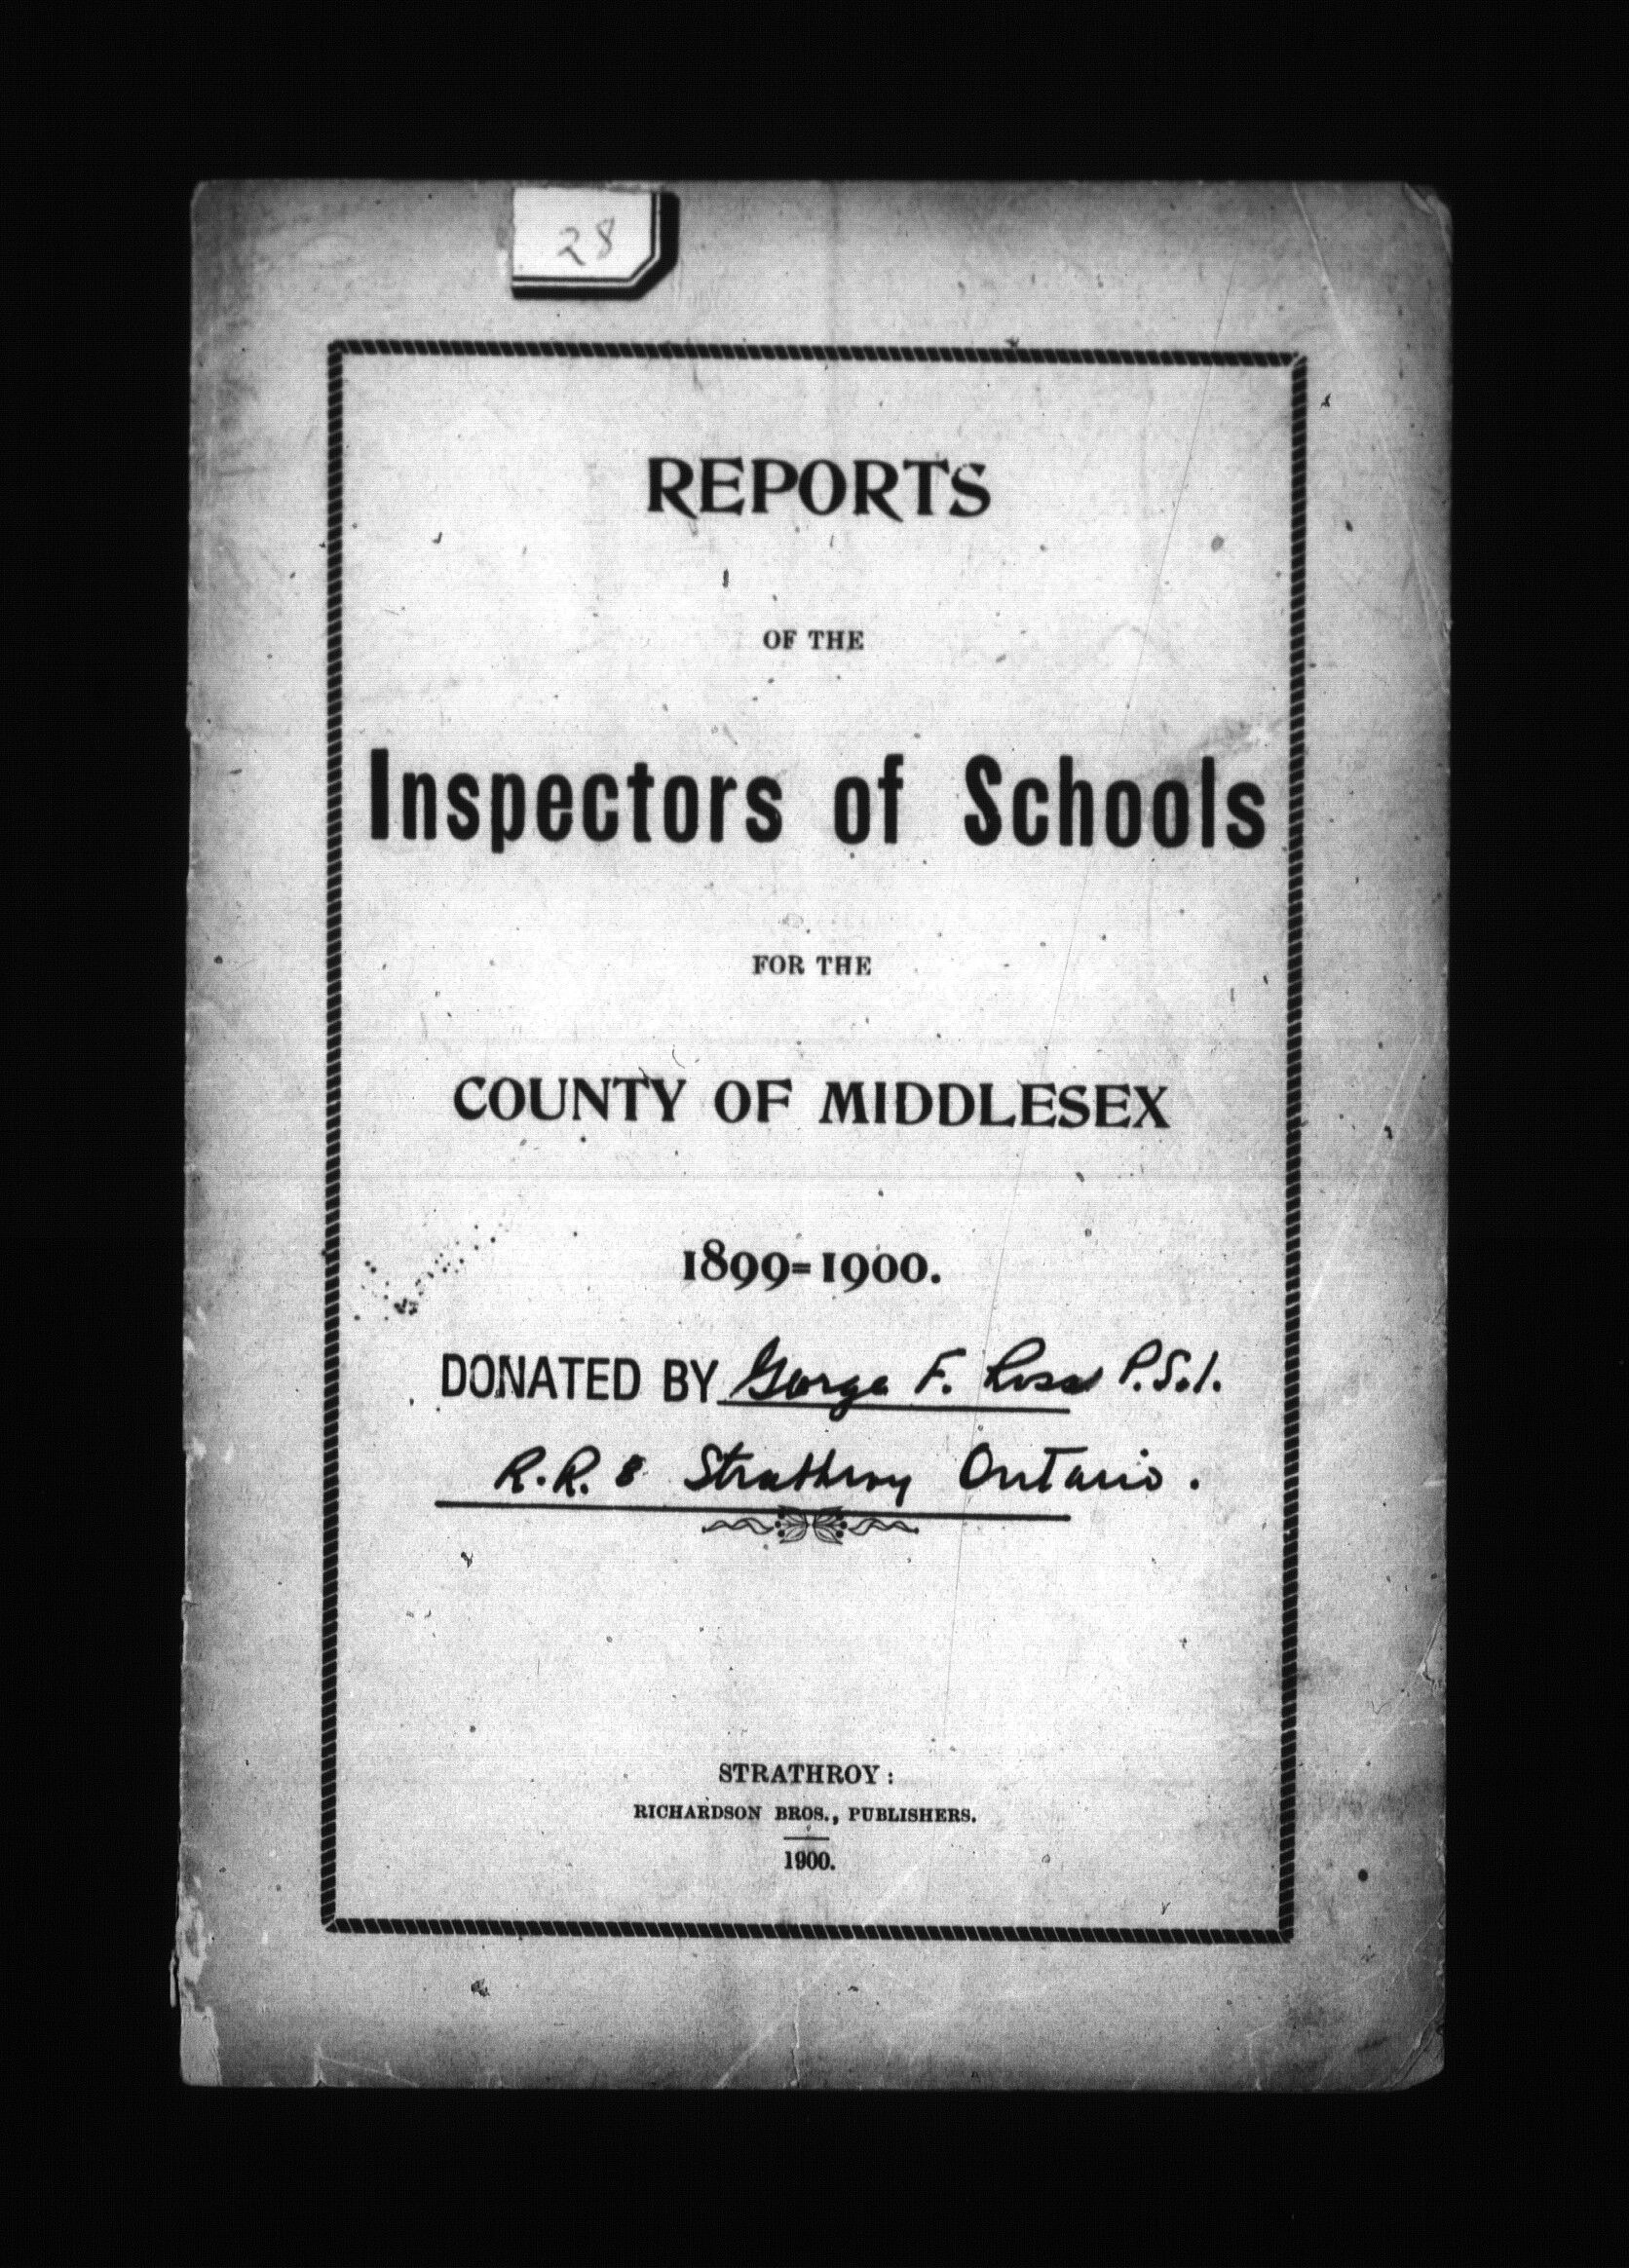 28
REPORTS
OF THE
Inspectors of Schools
FOR THE
COUNTY OF MIDDLESEX
1899=1900.
DONATED BY George F. Ross P.S.I.
R.R. 8 Strathroy Ontario.
STRATHROY:
RICHARDSON BROS., PUBLISHERS.
1900.